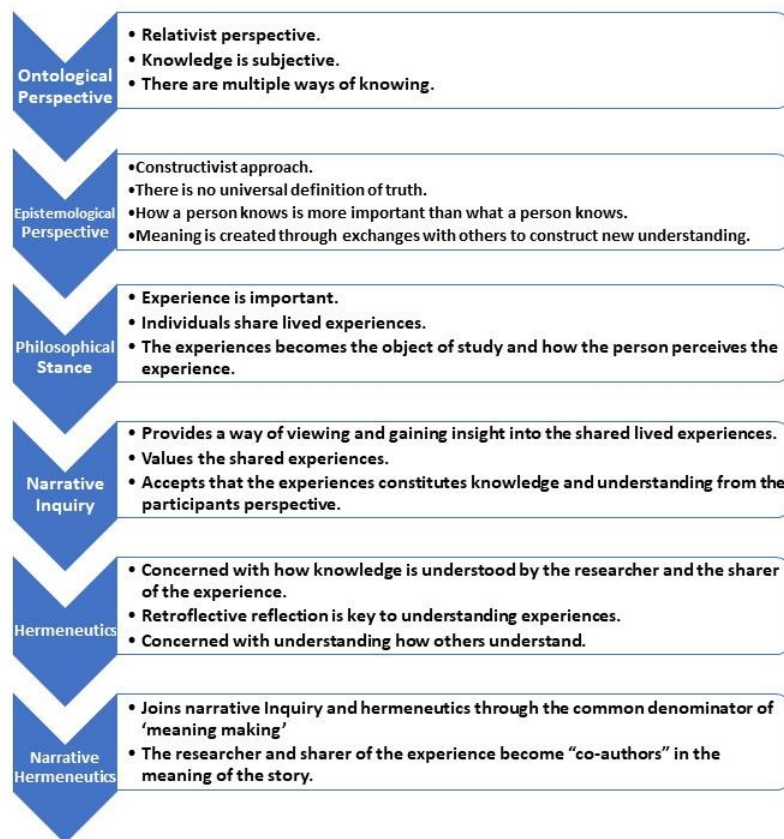 Ontological
Perspective
• Relativist perspective.
• Knowledge is subjective.
• There are multiple ways of knowing.
Epistemological
Perspective
•Constructivist approach.
•There is no universal definition of truth.
•How a person knows is more important than what a person knows.
•Meaning is created through exchanges with others to construct new understanding.
Philosophical
Stance
• Experience is important.
• Individuals share lived experiences.
• The experiences becomes the object of study and how the person perceives the
experience.
Narrative
Inquiry
• Provides a way of viewing and gaining insight into the shared lived experiences.
• Values the shared experiences.
• Accepts that the experiences constitutes knowledge and understanding from the
participants perspective.
Hermeneutics
• Concerned with how knowledge is understood by the researcher and the sharer
of the experience.
• Retroflective reflection is key to understanding experiences.
• Concerned with understanding how others understand.
Narrative
Hermeneutics
• Joins narrative Inquiry and hermeneutics through the common denominator of
‘meaning making’
• The researcher and sharer of the experience become “co-authors” in the
meaning of the story.